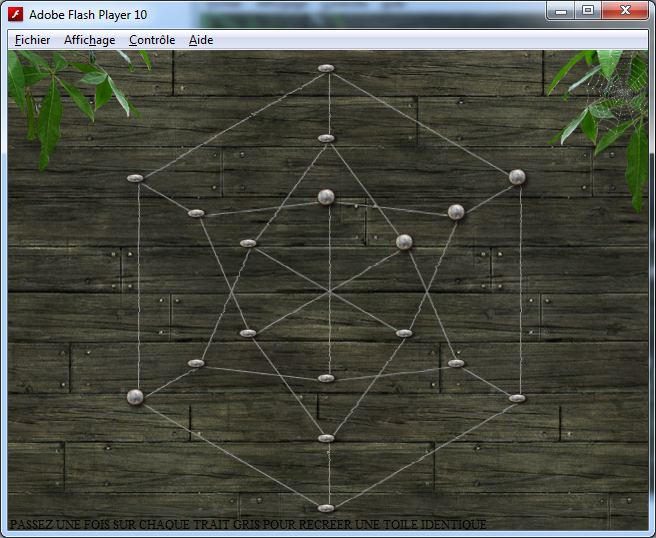 Adobe Flash Player 10
Fichier Affichage Contrôle Aide
PASSEZ UNE FOIS SUR CHAQUE TRAIT GRIS POUR RECRÉER UNE TOILE IDENTIQUE